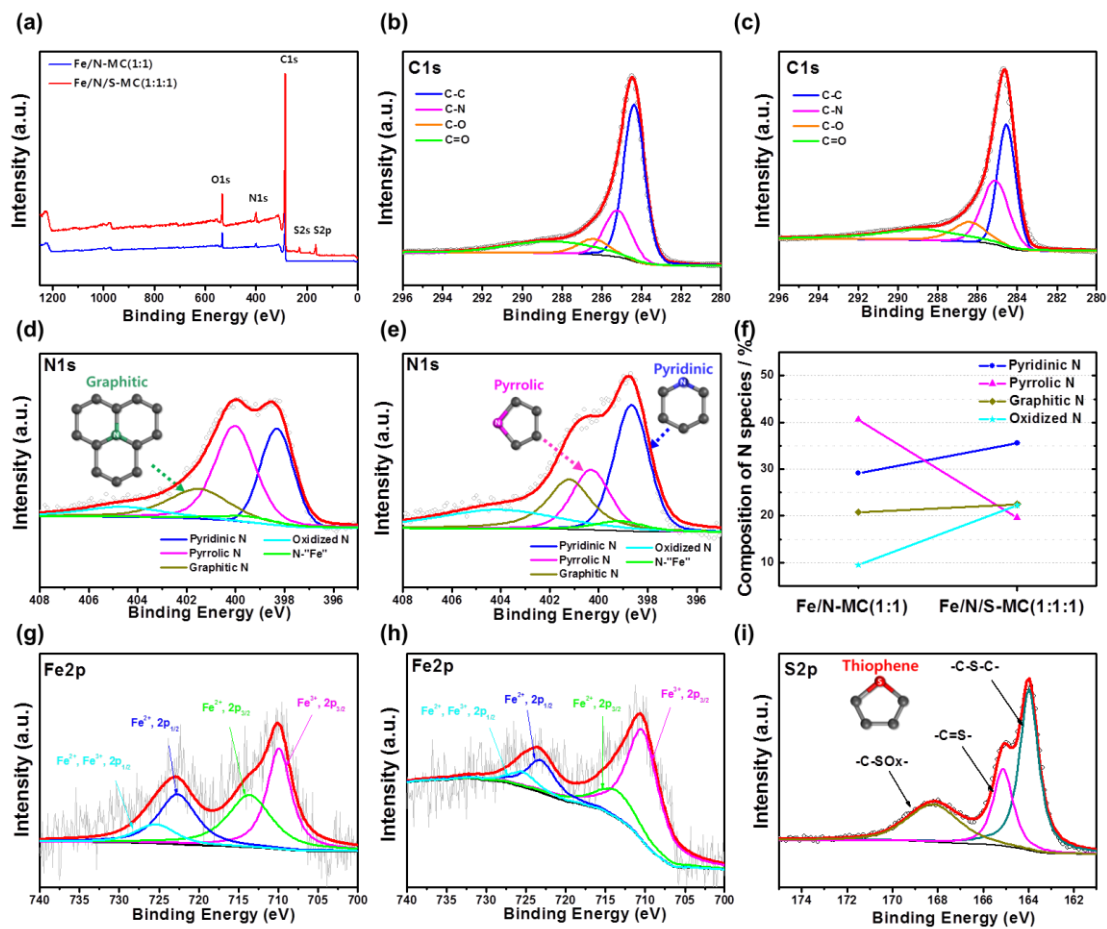 (a)
Fe/N-MC(1:1)
Fe/N/S-MC(1:1:1)
C1s
O1s
N1s
S2s S2p
Intensity (a.u.)
1200 1000 800 600 400 200 0
Binding Energy (eV)
(b)
C1s
C-C
C-N
C-O
C=O
Intensity (a.u.)
296 294 292 290 288 286 284 282 280
Binding Energy (eV)
(c)
C1s
C-C
C-N
C-O
C=O
Intensity (a.u.)
296 294 292 290 288 286 284 282 280
Binding Energy (eV)
(d)
N1s
Graphitic
N
Intensity (a.u.)
Pyridinic N
Pyrrolic N
Graphitic N
Oxidized N
N-"Fe"
408 406 404 402 400 398 396
Binding Energy (eV)
(e)
N1s
Pyrrolic
N
Pyridinic
N
Intensity (a.u.)
Pyridinic N
Pyrrolic N
Graphitic N
Oxidized N
N-"Fe"
408 406 404 402 400 398 396
Binding Energy (eV)
(f)
Composition of N species / %
50
40
30
20
10
Pyridinic N
Pyrrolic N
Graphitic N
Oxidized N
Fe/N-MC(1:1) Fe/N/S-MC(1:1:1)
(g)
Fe2p
Fe3+, 2p3/2
Fe2+, 2p3/2
Fe2+, 2p1/2
Fe2+, Fe3+, 2p1/2
Intensity (a.u.)
740 735 730 725 720 715 710 705 700
Binding Energy (eV)
(h)
Fe2p
Fe3+, 2p3/2
Fe2+, 2p1/2
Fe2+, Fe3+, 2p1/2
Fe2+, 2p3/2
Intensity (a.u.)
740 735 730 725 720 715 710 705 700
Binding Energy (eV)
(i)
S2p
Thiophene
S
-C-S-C-
-C=S-
-C-SOx-
Intensity (a.u.)
174 172 170 168 166 164 162
Binding Energy (eV)